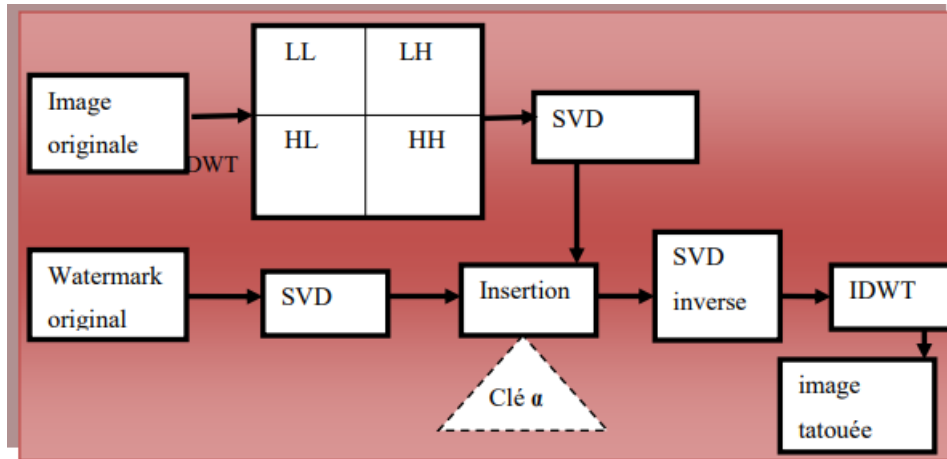 LL LH
Image
originale
DWT
HL HH
SVD
Watermark
original
SVD
Insertion
SVD
inverse
IDWT
Clé α
image
tatouée